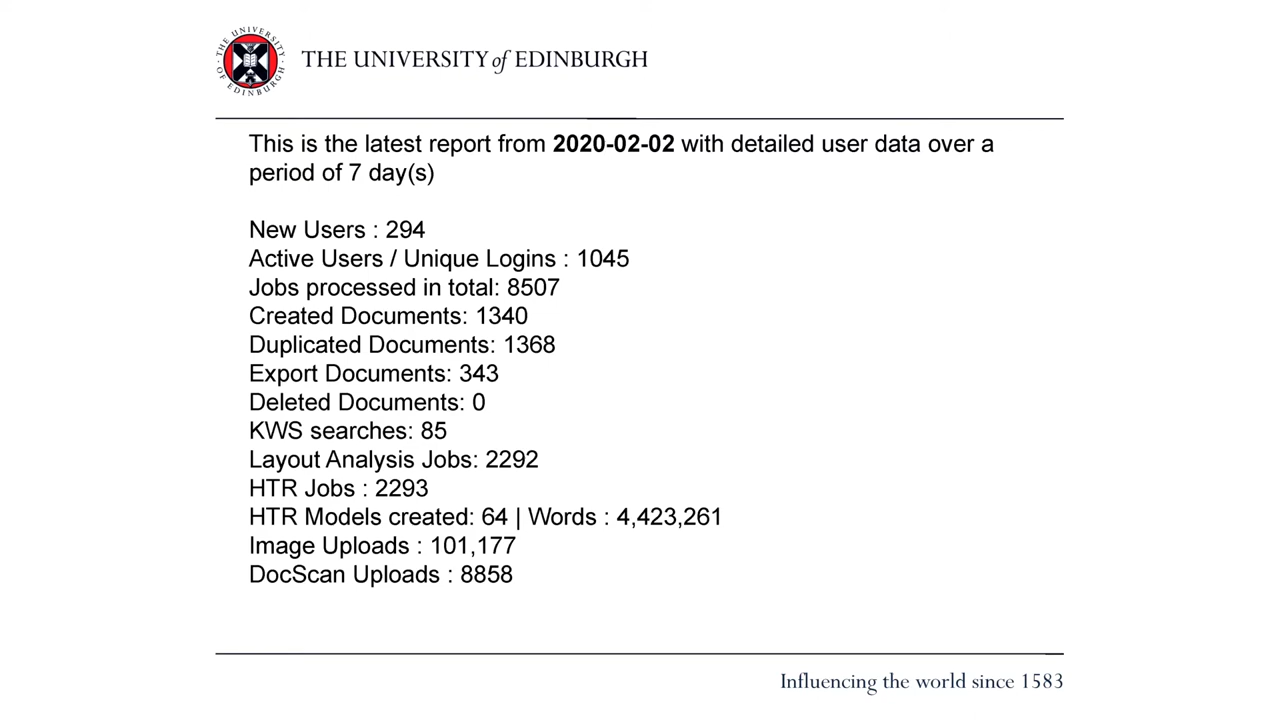 THE UNIVERSITY
OF EDINBURGH
THE UNIVERSITY of EDINBURGH
This is the latest report from 2020-02-02 with detailed user data over a
period of 7 day(s)
New Users : 294
Active Users / Unique Logins : 1045
Jobs processed in total: 8507
Created Documents: 1340
Duplicated Documents: 1368
Export Documents: 343
Deleted Documents: 0
KWS searches: 85
Layout Analysis Jobs: 2292
HTR Jobs : 2293
HTR Models created: 64 | Words : 4,423,261
Image Uploads : 101,177
DocScan Uploads : 8858
Influencing the world since 1583